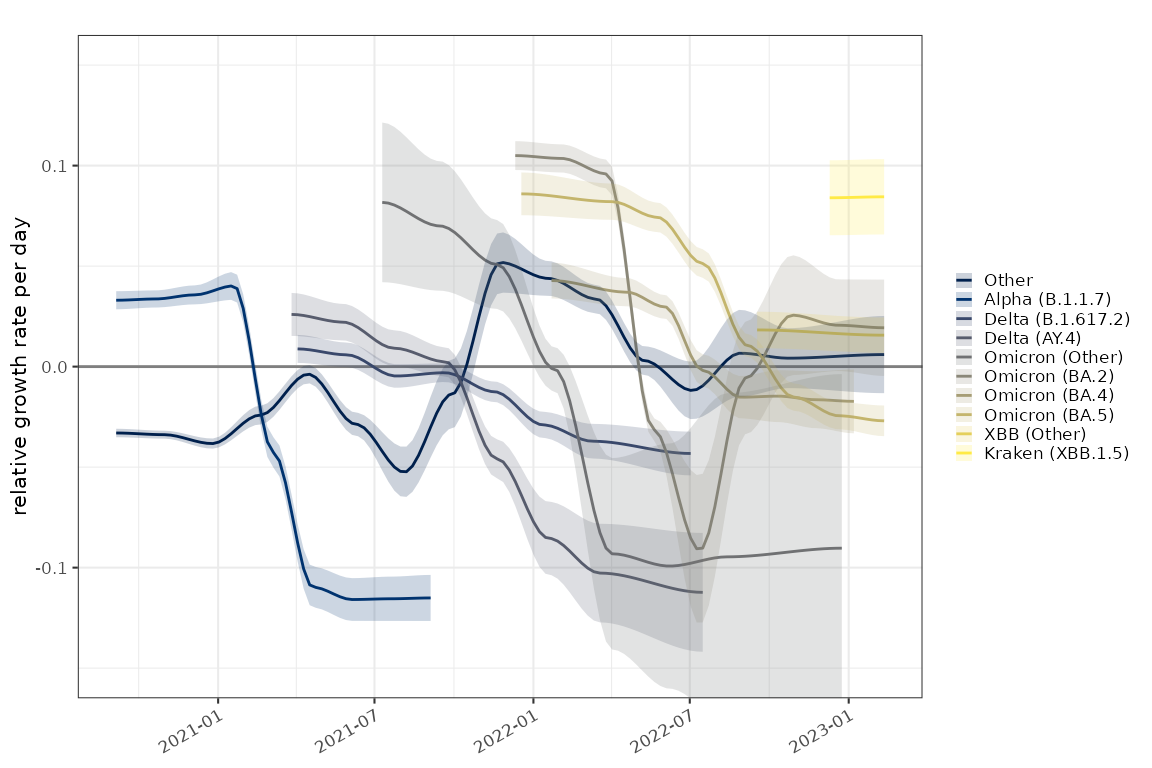 relative growth rate per day
0.1
0.0
-0.1
2021-01
2021-07
2022-01
2022-07
2023-01
Other
Alpha (B.1.1.7)
Delta (B.1.617.2)
Delta (AY.4)
Omicron (Other)
Omicron (BA.2)
Omicron (BA.4)
Omicron (BA.5)
XBB (Other)
Kraken (XBB.1.5)